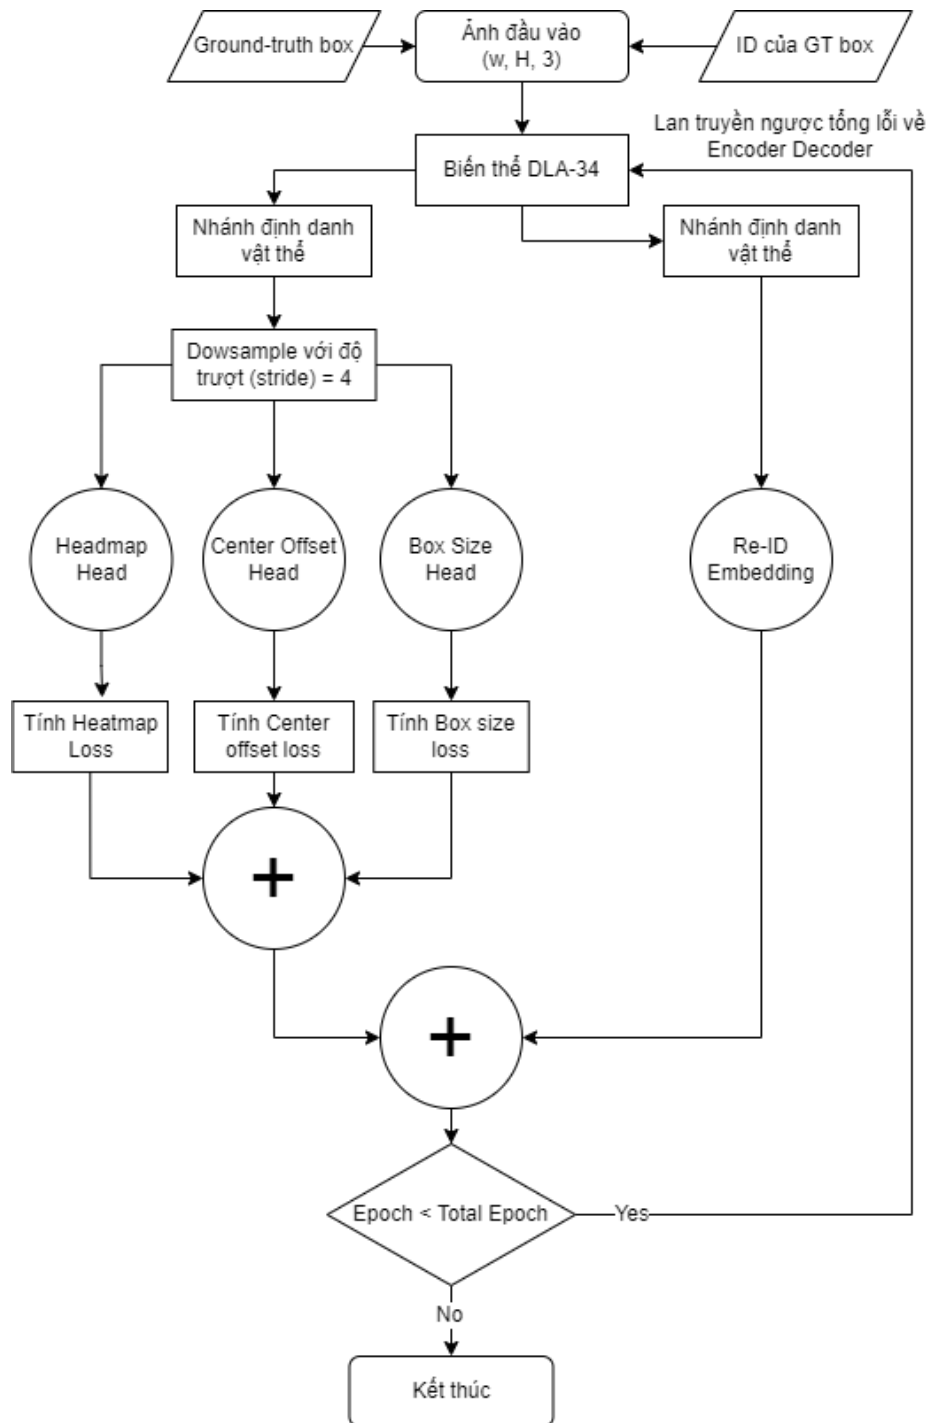 Ground-truth box
Ảnh đầu vào
(w, H, 3)
ID của GT box
Lan truyền ngược tổng lỗi về
Encoder Decoder
Biến thể DLA-34
Nhánh định danh
vật thể
Nhánh định danh
vật thể
Dowsample với độ
trượt (stride) = 4
Headmap
Head
Center Offset
Head
Box Size
Head
Re-ID
Embedding
Tính Heatmap
Loss
Tính Center
offset loss
Tính Box size
loss
+
+
Epoch < Total Epoch
Yes
No
Kết thúc